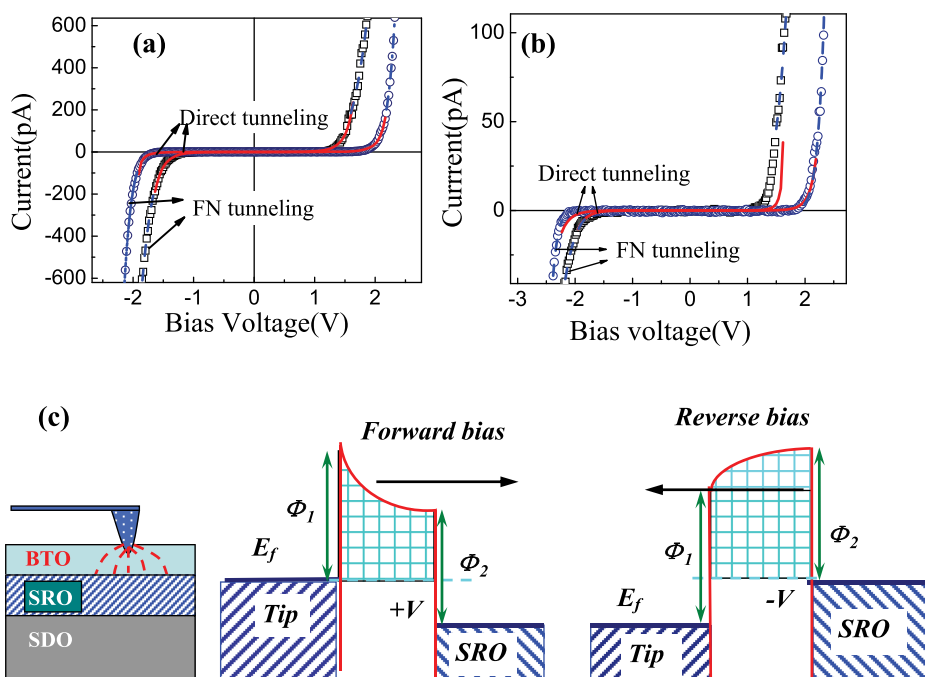 (a)
Current(pA)
600
400
200
0
-200
-400
-600
Direct tunneling
FN tunneling
-2
-1
0
1
2
Bias Voltage(V)
(b)
Currrent(pA)
100
50
0
Direct tunneling
FN tunneling
-3
-2
-1
0
1
2
Bias voltage(V)
(c)
BTO
SRO
SDO
Forward bias
Φ1
Ef
Φ2
Tip
+V
SRO
Reverse bias
Φ1
Φ2
Ef
-V
Tip
SRO